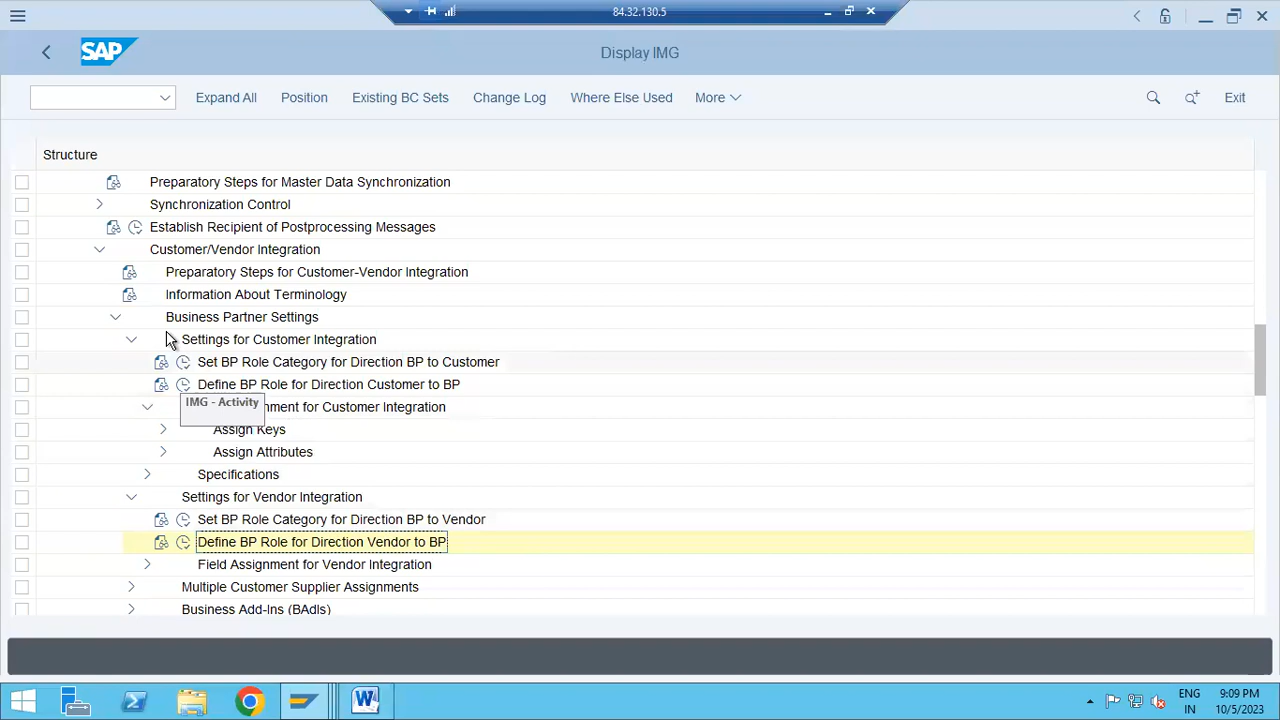 84.32.130.5
SAP
Display IMG
Expand All
Position
Existing BC Sets
Change Log
Where Else Used
More
Exit
Structure
Preparatory Steps for Master Data Synchronization
Synchronization Control
Establish Recipient of Postprocessing Messages
Customer/Vendor Integration
Preparatory Steps for Customer-Vendor Integration
Information About Terminology
Business Partner Settings
Settings for Customer Integration
Set BP Role Category for Direction BP to Customer
Define BP Role for Direction Customer to BP
IMG - Activity
nment for Customer Integration
Assign Keys
Assign Attributes
Specifications
Settings for Vendor Integration
Set BP Role Category for Direction BP to Vendor
Define BP Role for Direction Vendor to BP
Field Assignment for Vendor Integration
Multiple Customer Supplier Assignments
Business Add-Ins (BAdIs)
ENG
IN
9:09 PM
10/5/2023